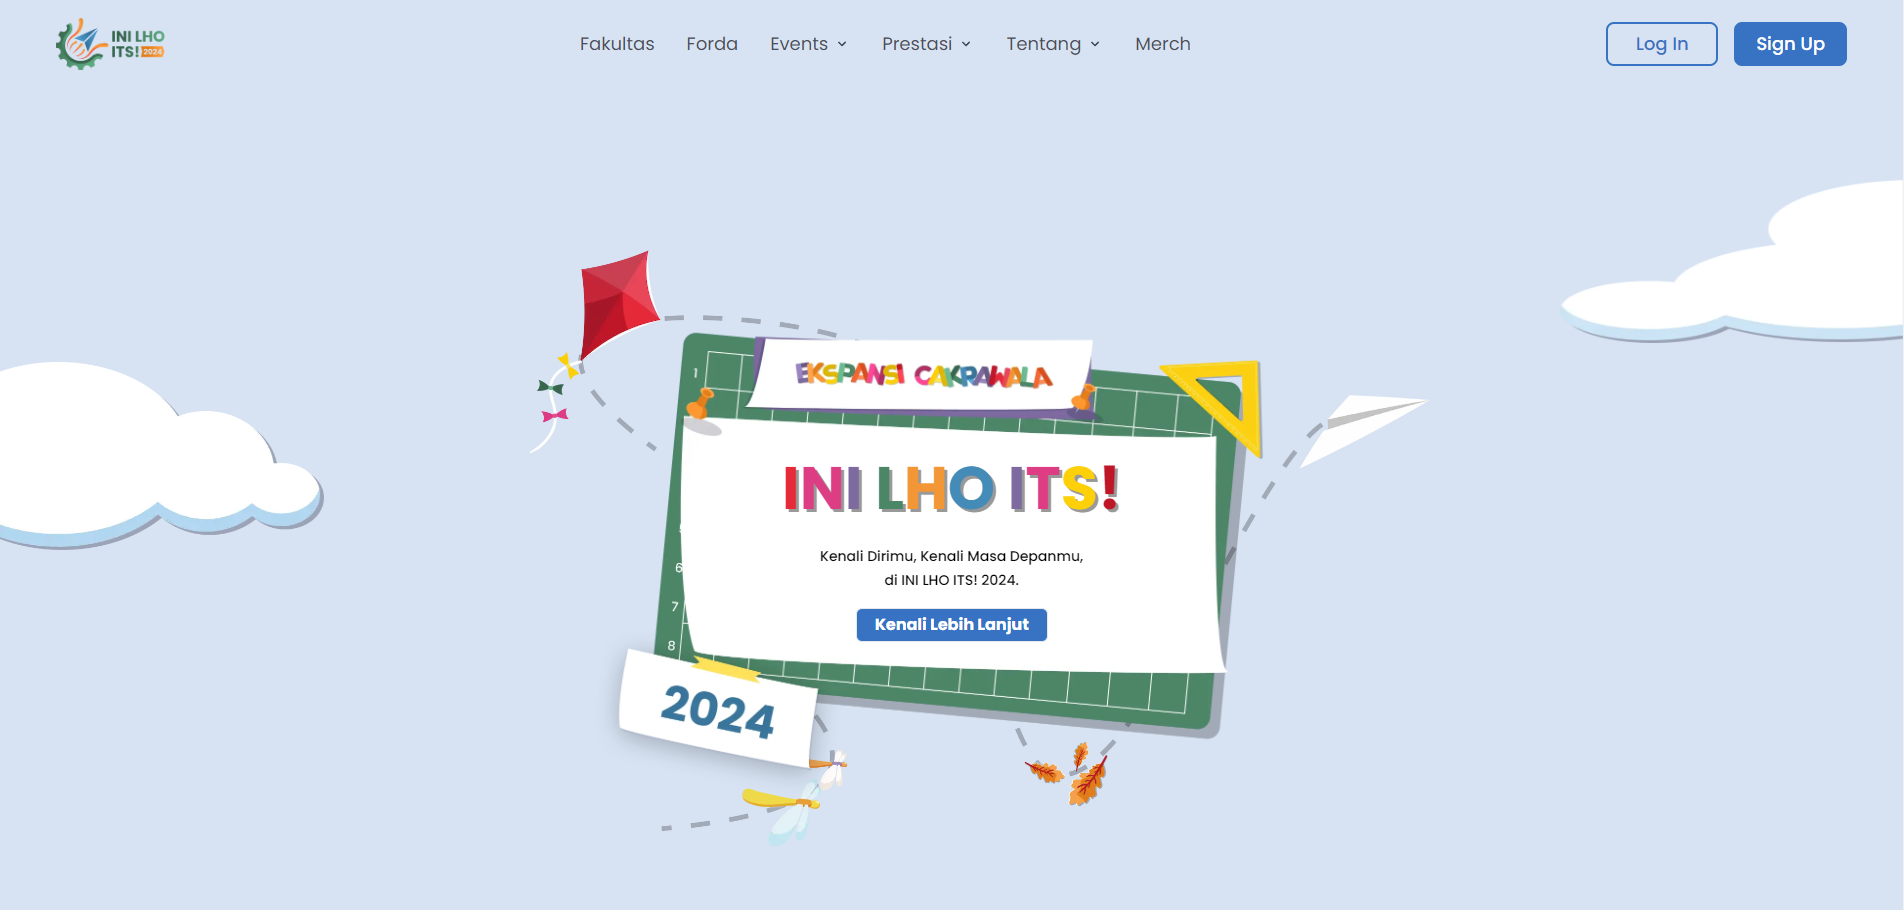 INI LHO
ITS! 2024
Fakultas
Forda
Events
Prestasi
Tentang
Merch
Log In
Sign Up
EKSPANSI CAKRAWALA
1
INI LHO ITS!
Kenali Dirimu, Kenali Masa Depanmu,
di INI LHO ITS! 2024.
6
7
8
Kenali Lebih Lanjut
2024